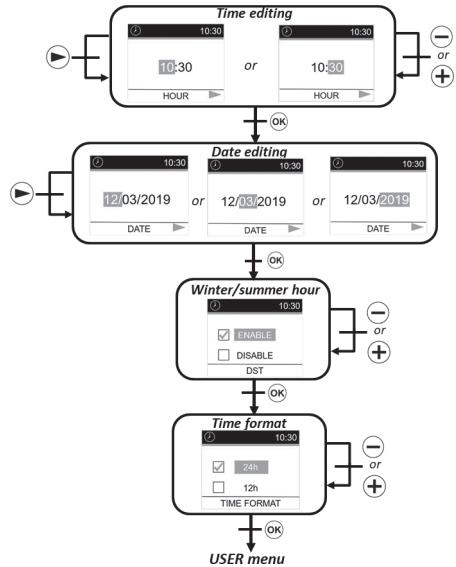 Time editing
10:30
10:30
HOUR
or
10:30
10:30
HOUR
or
OK
Date editing
10:30
12/03/2019
DATE
or
10:30
12/03/2019
DATE
or
10:30
12/03/2019
DATE
OK
Winter/summer hour
10:30
ENABLE
DISABLE
DST
or
OK
Time format
10:30
24h
12h
TIME FORMAT
or
OK
USER menu